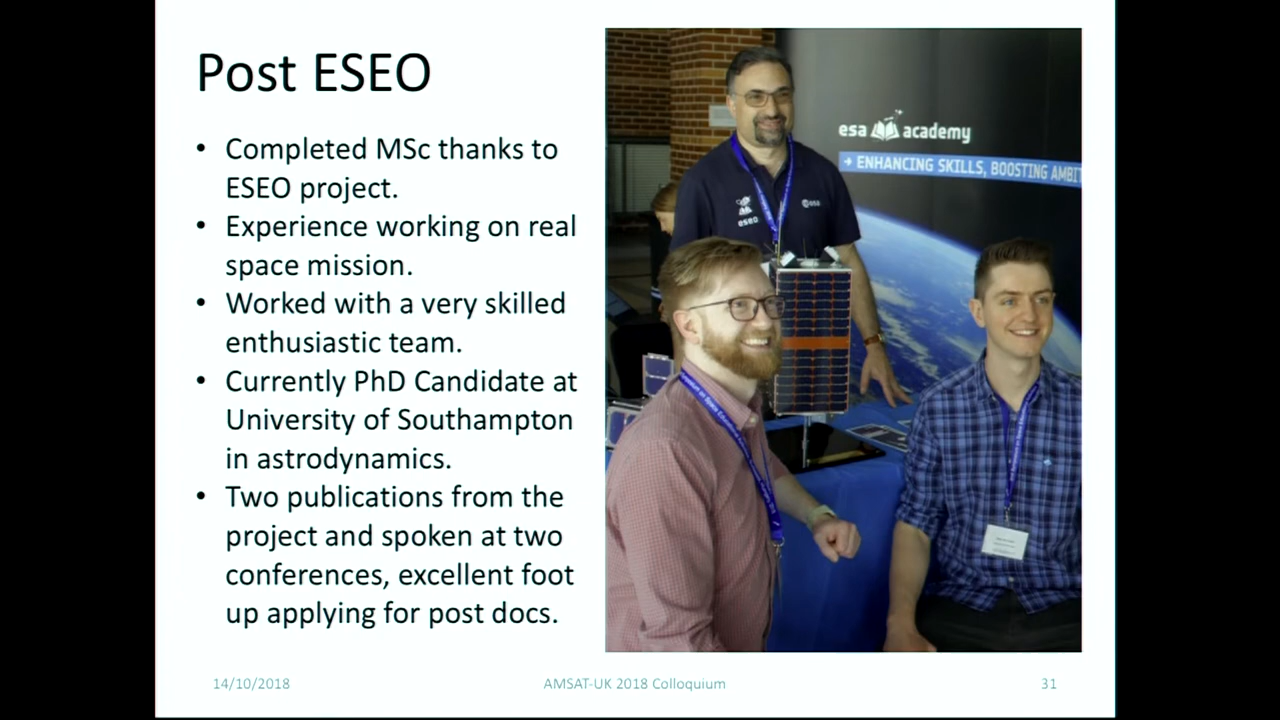 Post ESEO
• Completed MSc thanks to
ESEO project.
• Experience working on real
space mission.
• Worked with a very skilled
enthusiastic team.
• Currently PhD Candidate at
University of Southampton
in astrodynamics.
• Two publications from the
project and spoken at two
conferences, excellent foot
up applying for post docs.
esa academy
→ ENHANCING SKILLS, BOOSTING AMBIT
eseo
esa
14/10/2018
AMSAT-UK 2018 Colloquium
31